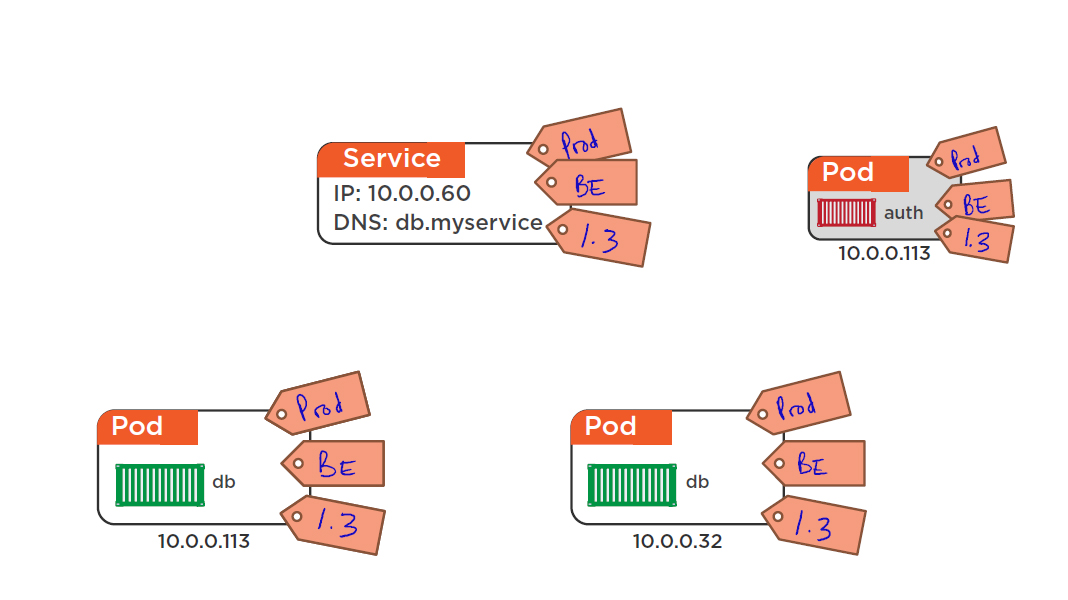 Service
IP: 10.0.0.60
DNS: db.myservice
Prod
BE
1.3
Pod
auth
10.0.0.113
Prod
BE
1.3
Pod
db
10.0.0.113
Prod
BE
1.3
Pod
db
10.0.0.32
Prod
BE
1.3